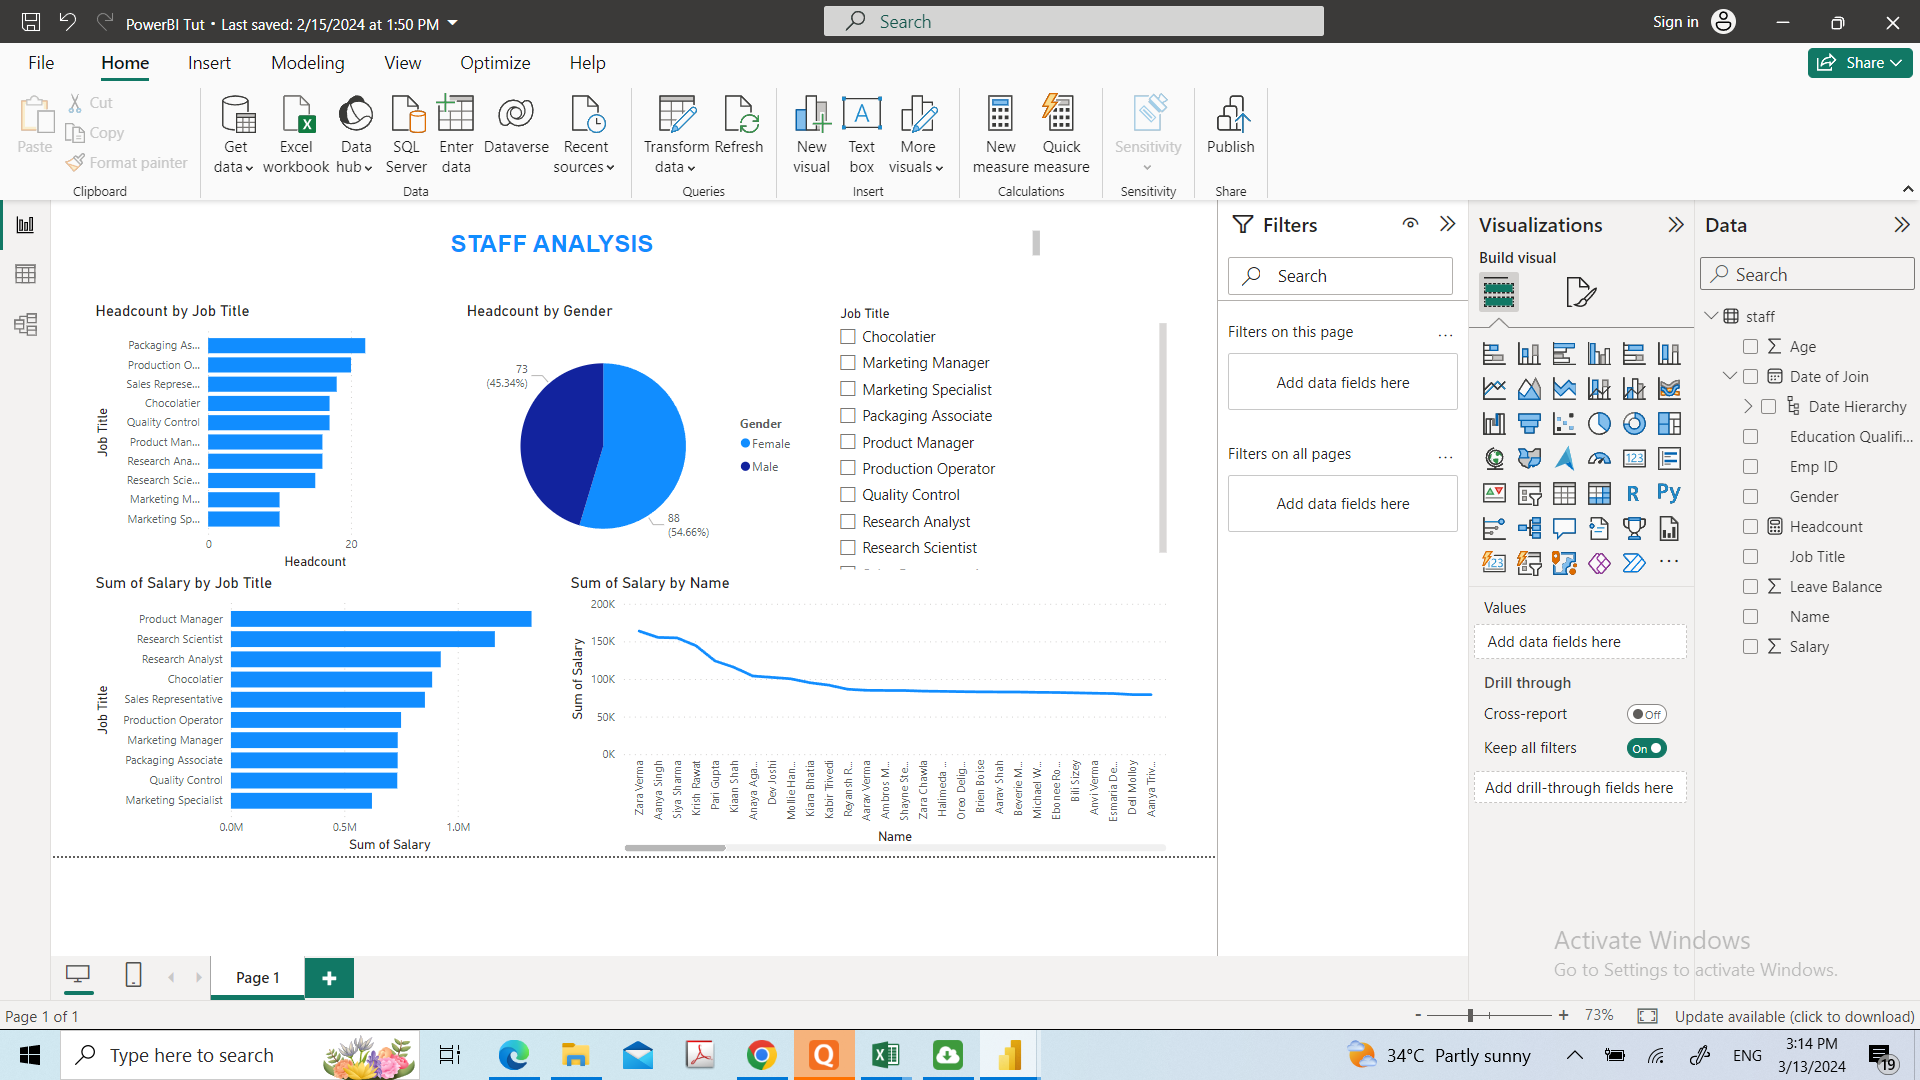 PowerBI Tut • Last saved: 2/15/2024 at 1:50 PM
Search
Sign in
File Home Insert Modeling View Optimize Help
Share
Paste
Cut
Copy
Format painter
Clipboard
Get data
Excel workbook
Data hub
SQL Server
Enter data
Dataverse
Recent sources
Data
Transform data
Refresh
Queries
New visual
Text box
More visuals
Insert
New measure
Quick measure
Calculations
Sensitivity
Sensitivity
Publish
Share
STAFF ANALYSIS
Headcount by Job Title
Job Title
Packaging As...
Production O...
Sales Represe...
Chocolatier
Quality Control
Product Man...
Research Ana...
Research Scie...
Marketing M...
Marketing Sp...
0 20
Headcount
Headcount by Gender
73
(45.34%)
88
(54.66%)
Gender
Female
Male
Job Title
Chocolatier
Marketing Manager
Marketing Specialist
Packaging Associate
Product Manager
Production Operator
Quality Control
Research Analyst
Research Scientist
Sum of Salary by Job Title
Job Title
Product Manager
Research Scientist
Research Analyst
Chocolatier
Sales Representative
Production Operator
Marketing Manager
Packaging Associate
Quality Control
Marketing Specialist
0.0M 0.5M 1.0M
Sum of Salary
Sum of Salary by Name
Sum of Salary
200K
150K
100K
50K
0K
Zara Verma
Aanya Singh
Siya Sharma
Krish Rawat
Pari Gupta
Kiaan Shah
Anaya Aga...
Dev Joshi
Mollie Han...
Kiara Bhatia
Kabir Trivedi
Reyansh R...
Aarav Verma
Ambros M...
Shayne Ste...
Zara Chawla
Halimeda ...
Oreo Delig...
Brien Boise
Aarav Shah
Beverie M...
Michael W...
Ebonee Ro...
Bili Sizey
Anvi Verma
Esmaria De...
Dell Molloy
Aanya Triv...
Name
Filters
Search
Filters on this page
...
Add data fields here
Filters on all pages
...
Add data fields here
Visualizations
Build visual
123
R
Py
123
...
Values
Add data fields here
Drill through
Cross-report
Off
Keep all filters
On
Add drill-through fields here
Data
Search
staff
Age
Date of Join
Date Hierarchy
Education Qualifi...
Emp ID
Gender
Headcount
Job Title
Leave Balance
Name
Salary
Activate Windows
Go to Settings to activate Windows.
Page 1
Page 1 of 1
- + 73%
Update available (click to download)
Type here to search
34°C Partly sunny
ENG
3:14 PM
3/13/2024
19